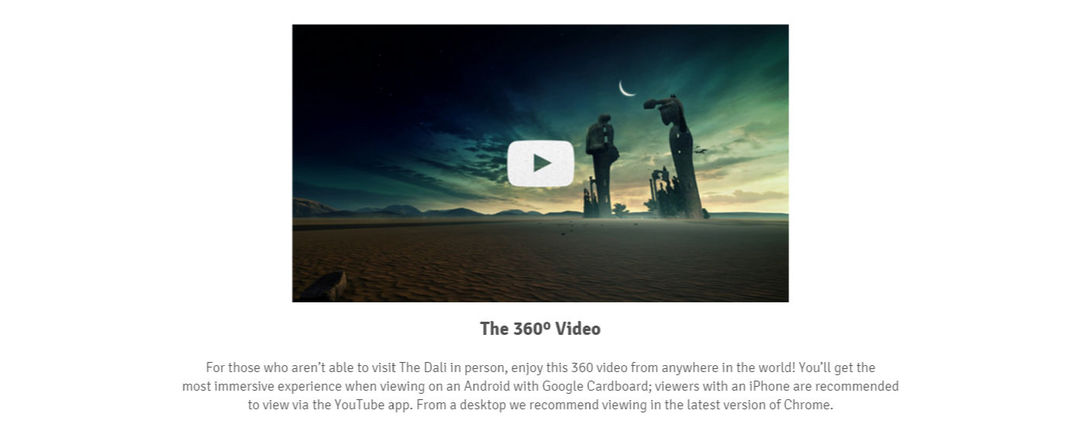 The 360º Video
For those who aren't able to visit The Dali in person, enjoy this 360 video from anywhere in the world! You'll get the
most immersive experience when viewing on an Android with Google Cardboard; viewers with an iPhone are recommended
to view via the YouTube app. From a desktop we recommend viewing in the latest version of Chrome.